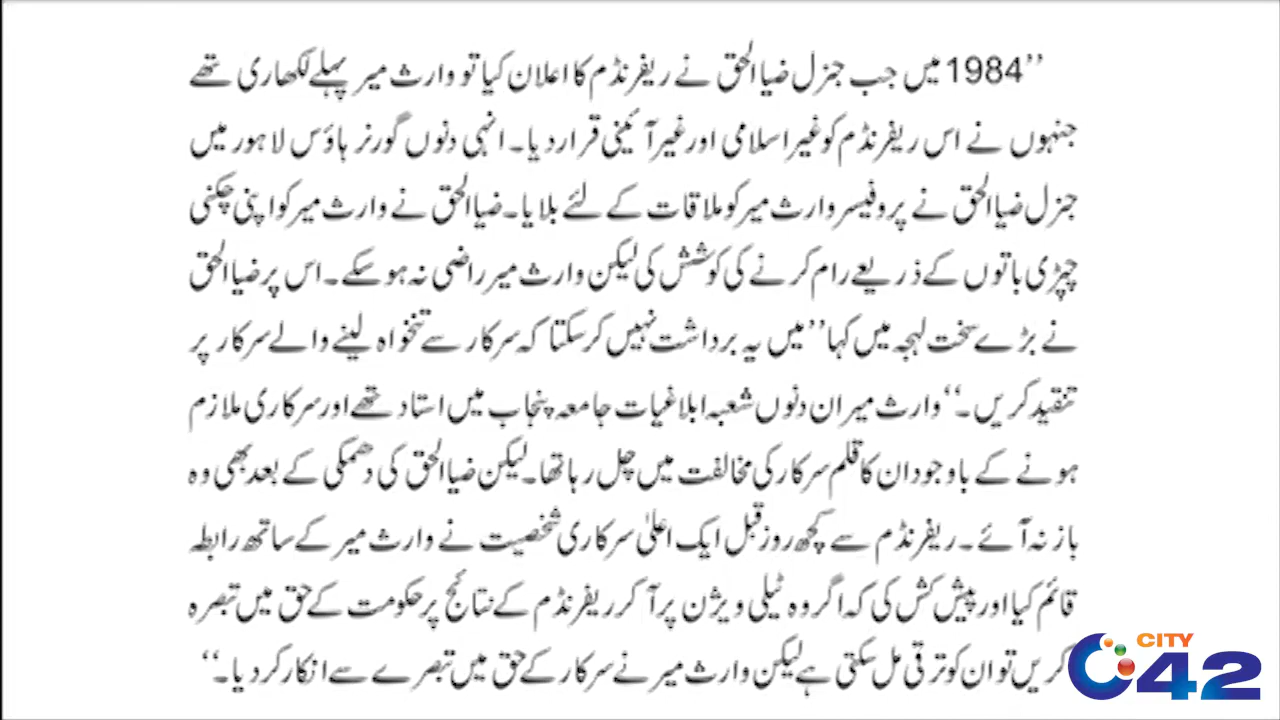 ’’1984 میں جب جنرل ضیاالحق نے ریفرنڈم کا اعلان کیا تو وارث میر پہلے لکھاری تھے
جنہوں نے اس ریفرنڈم کو غیر اسلامی اور غیر آئینی قرار دیا۔ انہی دنوں گورنر ہاؤس لاہور میں
جنرل ضیاالحق نے پروفیسر وارث میر کو ملاقات کے لئے بلایا۔ ضیاالحق نے وارث میر کو اپنی چکنی
چپڑی باتوں کے ذریعے رام کرنے کی کوشش کی لیکن وارث میر راضی نہ ہو سکے۔ اس پر ضیاالحق
نے بڑے سخت لہجہ میں کہا ’’میں یہ برداشت نہیں کر سکتا کہ سرکار سے تنخواہ لینے والے سرکار پر
تنقید کریں۔‘‘ وارث میر ان دنوں شعبہ ابلاغیات جامعہ پنجاب میں استاد تھے اور سرکاری ملازم
ہونے کے باوجود ان کا قلم سرکار کی مخالفت میں چل رہا تھا۔ لیکن ضیاالحق کی دھمکی کے بعد بھی وہ
باز نہ آئے۔ ریفرنڈم سے کچھ روز قبل ایک اعلیٰ سرکاری شخصیت نے وارث میر کے ساتھ رابطہ
قائم کیا اور پیش کش کی کہ اگر وہ ٹیلی ویژن پر آ کر ریفرنڈم کے نتائج پر حکومت کے حق میں تبصرہ
کریں تو ان کو ترقی مل سکتی ہے لیکن وارث میر نے سرکار کے حق میں تبصرے سے انکار کر دیا۔‘‘
CITY
42